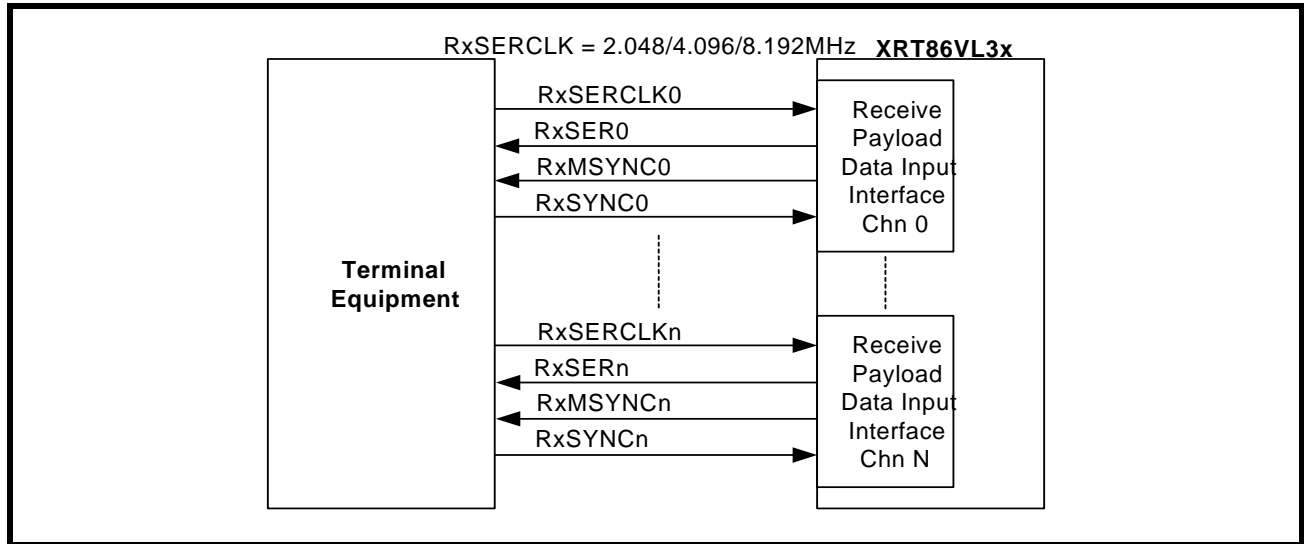 RxSERCLK = 2.048/4.096/8.192MHz XRT86VL3x
RxSERCLK0
RxSER0
RxMSYNC0
RxSYNC0
Receive
Payload
Data Input
Interface
Chn 0
Terminal
Equipment
RxSERCLKn
RxSERn
RxMSYNCn
RxSYNCn
Receive
Payload
Data Input
Interface
Chn N